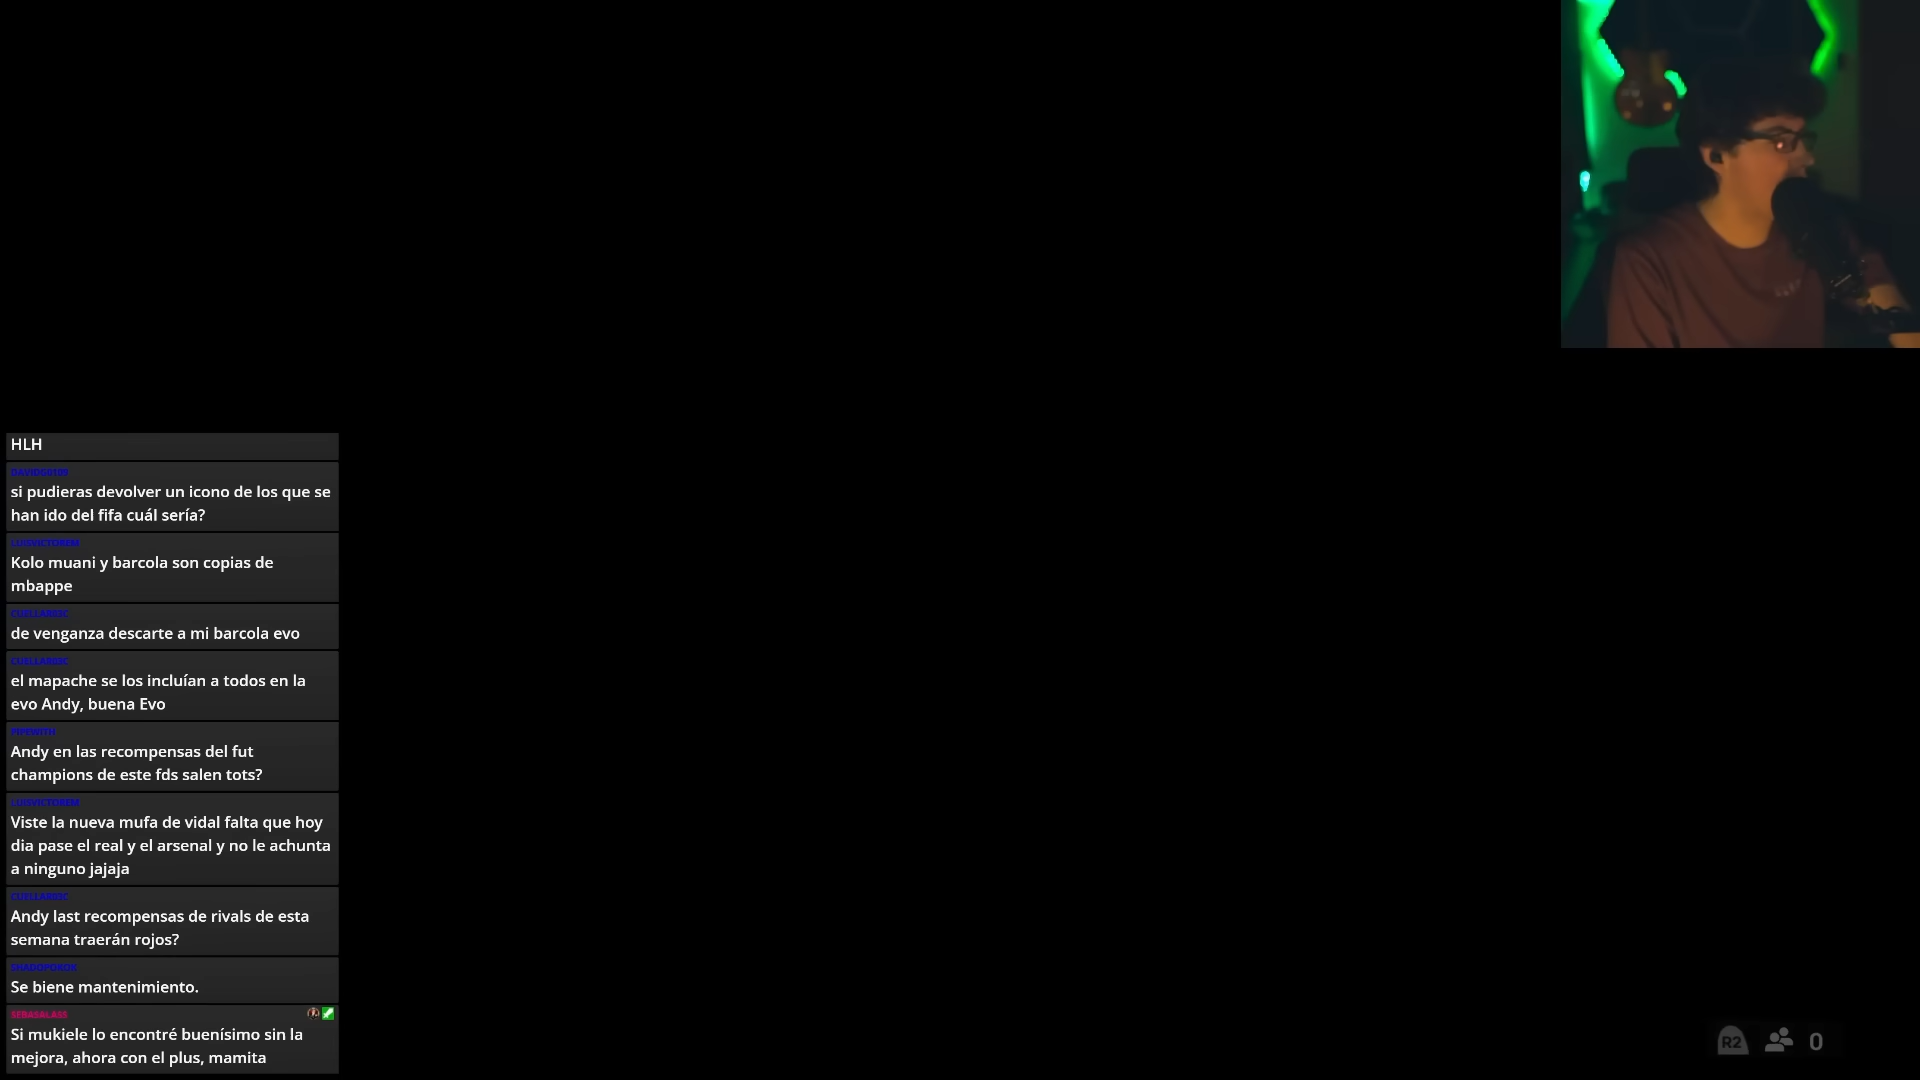 HLH
si pudieras devolver un icono de los que se
han ido del fifa cuál sería?
LUISVICTOREM
Kolo muani y barcola son copias de
mbappe
de venganza descarte a mi barcola evo
el mapache se los incluían a todos en la
evo Andy, buena Evo
PIPEWITH
Andy en las recompensas del fut
champions de este fds salen tots?
LUISVICTOREM
Viste la nueva mufa de vidal falta que hoy
dia pase el real y el arsenal y no le achunta
a ninguno jajaja
Andy last recompensas de rivals de esta
semana traerán rojos?
Se biene mantenimiento.
SEBASALASS
Si mukiele lo encontré buenísimo sin la
mejora, ahora con el plus, mamita
R2 0